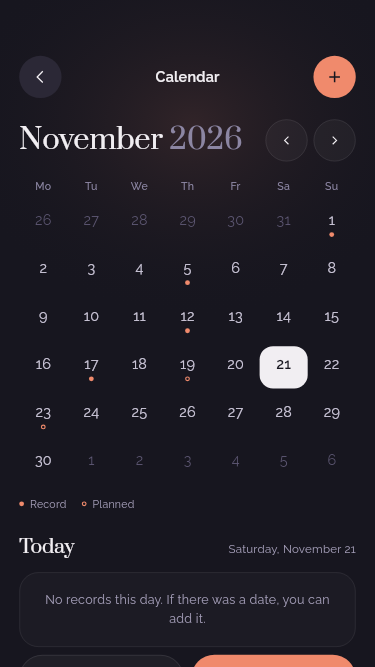 Calendar
November 2026
Mo Tu We Th Fr Sa Su
26 27 28 29 30 31 1
2 3 4 5 6 7 8
9 10 11 12 13 14 15
16 17 18 19 20 21 22
23 24 25 26 27 28 29
30 1 2 3 4 5 6
Record Planned
Today Saturday, November 21
No records this day. If there was a date, you can
add it.